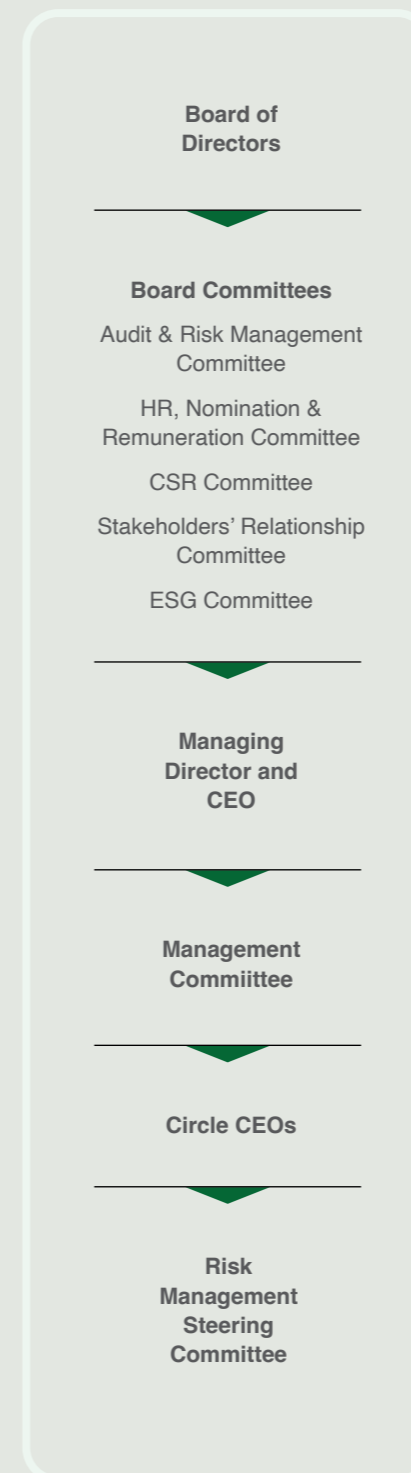 Board of
Directors
Board Committees
Audit & Risk Management
Committee
HR, Nomination &
Remuneration Committee
CSR Committee
Stakeholders’ Relationship
Committee
ESG Committee
Managing
Director and
CEO
Management
Commiittee
Circle CEOs
Risk
Management
Steering
Committee